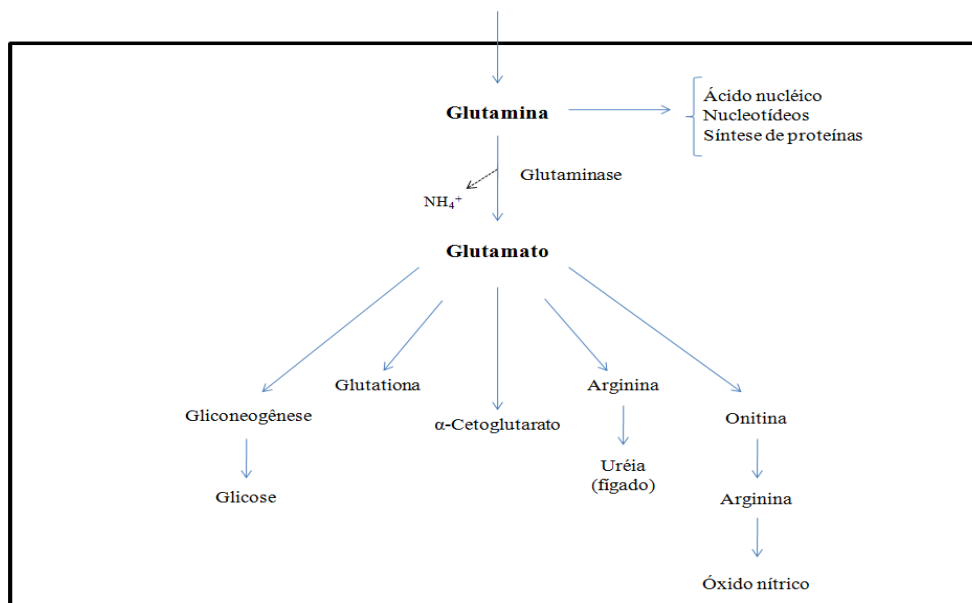 Glutamina
Ácido nucléico
Nucleotídeos
Síntese de proteínas
Glutaminase
NH₄⁺
Glutamato
Gliconeogênese
Glutationa
α-Cetoglutarato
Arginina
Onitina
Glicose
Uréia
(fígado)
Arginina
Óxido nítrico